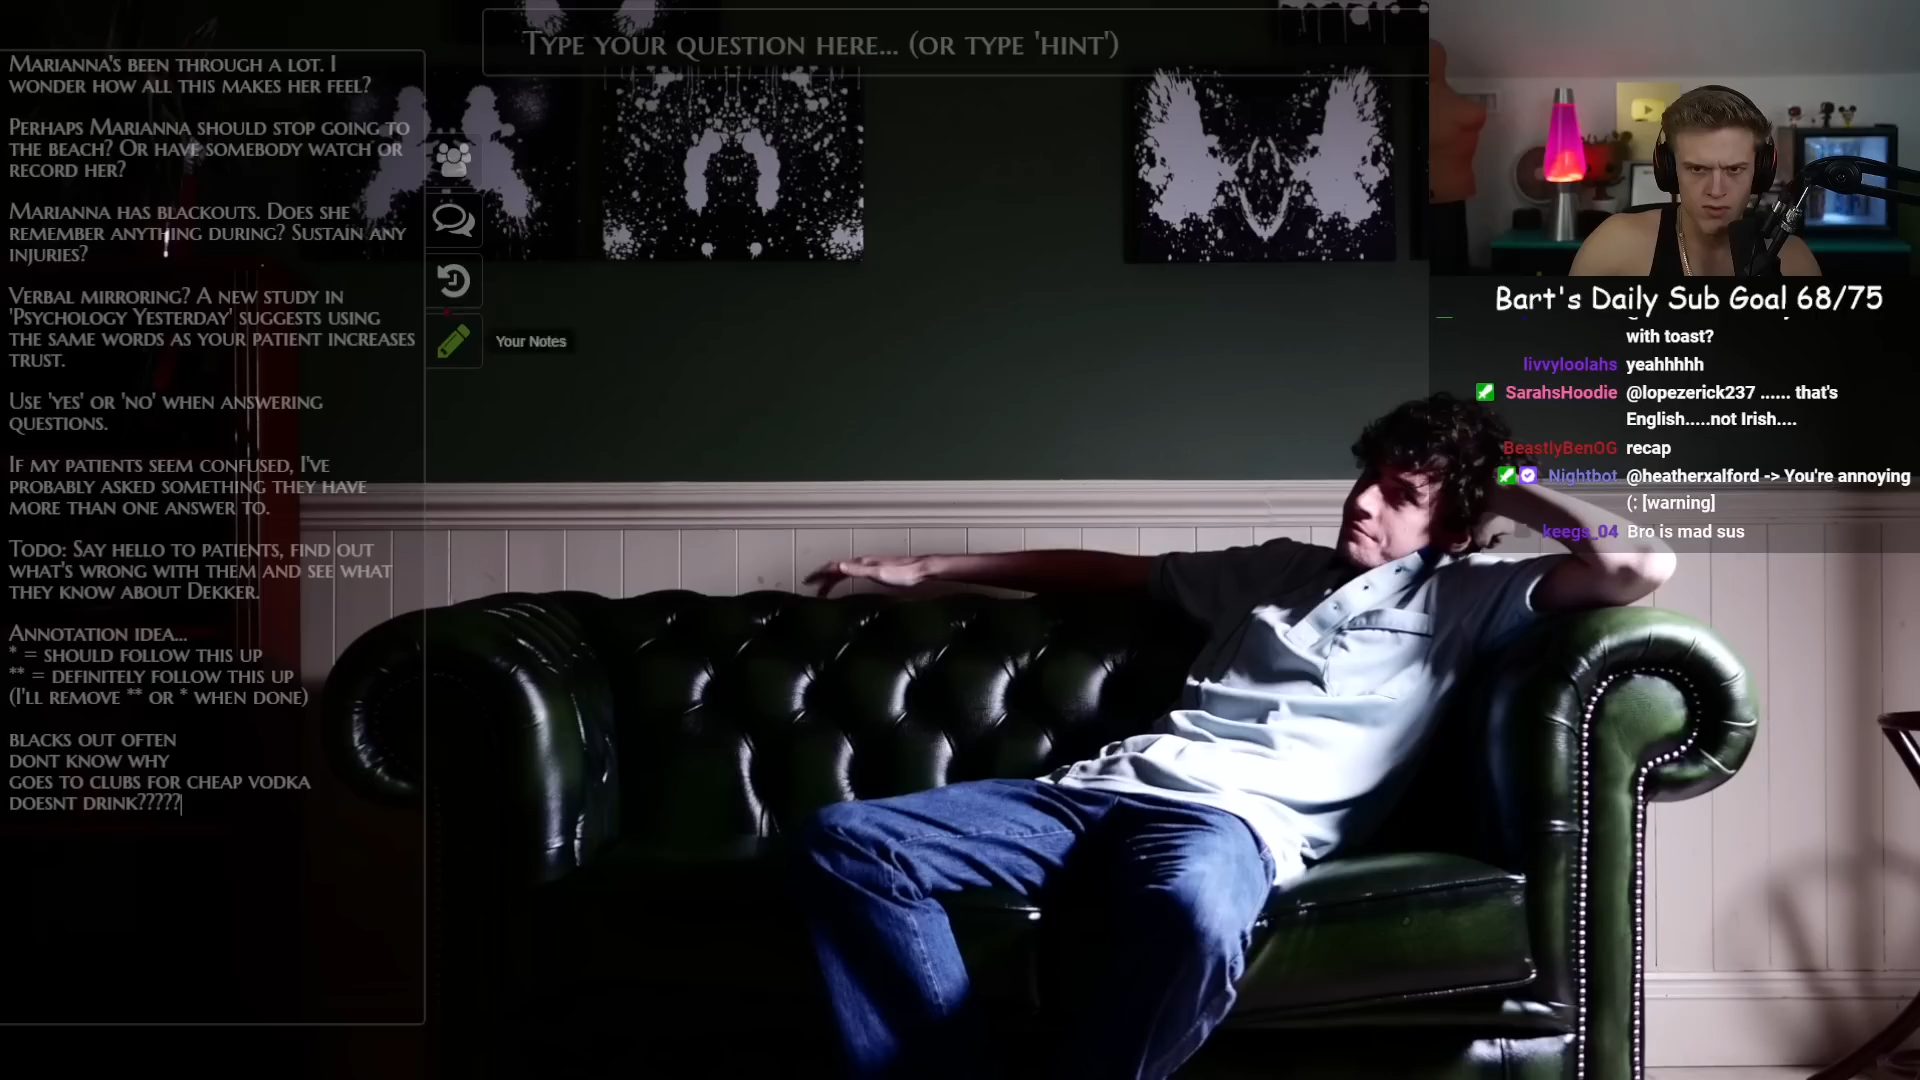 Type your question here... (or type 'hint')
Marianna's been through a lot. I
wonder how all this makes her feel?
Perhaps Marianna should stop going to
the beach? Or have somebody watch or
record her?
Marianna has blackouts. Does she
remember anything during? Sustain any
injuries?
Verbal mirroring? A new study in
'Psychology Yesterday' suggests using
the same words as your patient increases
trust.
Use 'yes' or 'no' when answering
questions.
If my patients seem confused, I've
probably asked something they have
more than one answer to.
Todo: Say hello to patients, find out
what's wrong with them and see what
they know about Dekker.
Annotation idea...
* = should follow this up
** = definitely follow this up
(I'll remove ** or * when done)
blacks out often
dont know why
goes to clubs for cheap vodka
doesnt drink?????
Your Notes
Bart's Daily Sub Goal 68/75
with toast?
livvyloolahs yeahhhhh
SarahsHoodie @lopezerick237 ...... that's
English.....not Irish....
BeastlyBenOG recap
Nightbot @heatherxalford -> You're annoying
(: [warning]
keegs_04 Bro is mad sus